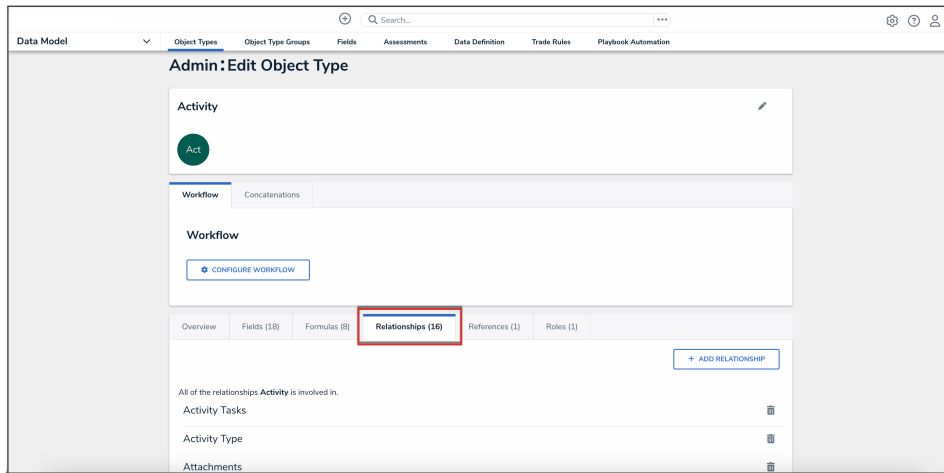 Search...
Data Model
Object Types Object Type Groups Fields Assessments Data Definition Trade Rules Playbook Automation
Admin: Edit Object Type
Activity
Act
Workflow Concatenations
Workflow
CONFIGURE WORKFLOW
Overview Fields (18) Formulas (8) Relationships (16) References (1) Roles (1)
+ ADD RELATIONSHIP
All of the relationships Activity is involved in.
Activity Tasks
Activity Type
Attachments